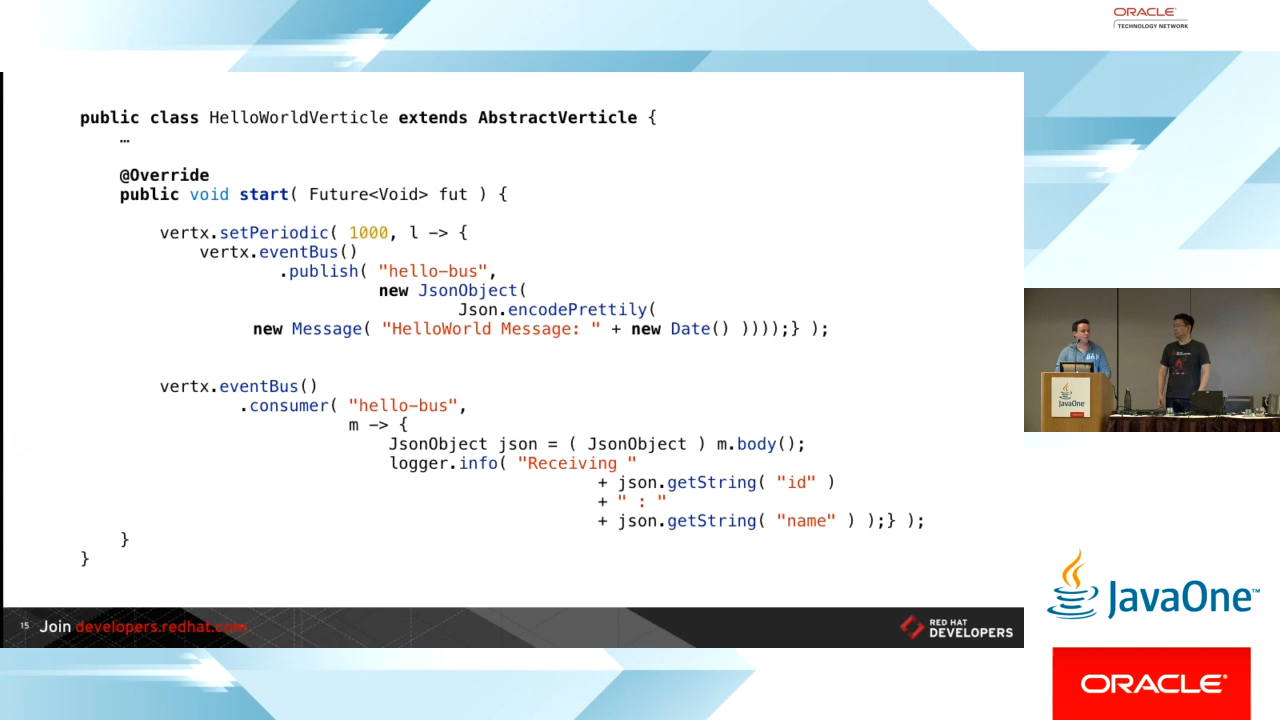 ORACLE
TECHNOLOGY NETWORK
public class HelloWorldVerticle extends AbstractVerticle {
…
@Override
public void start( Future<Void> fut ) {
vertx.setPeriodic( 1000, l -> {
vertx.eventBus()
.publish( "hello-bus",
new JsonObject(
Json.encodePrettily(
new Message( "HelloWorld Message: " + new Date() ))));} );
vertx.eventBus()
.consumer( "hello-bus",
m -> {
JsonObject json = ( JsonObject ) m.body();
logger.info( "Receiving "
+ json.getString( "id" )
+ " : "
+ json.getString( "name" ) );} );
}
}
15 Join developers.redhat.com
RED HAT
DEVELOPERS
JavaOne
JavaOne™
ORACLE®